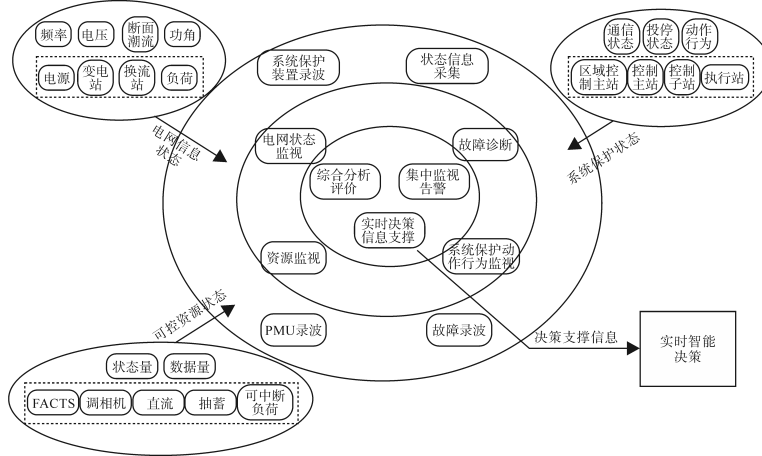 频率
电压
断面
潮流
功角
电源
变电
站
换流
站
负荷
电网信息
状态
通信
状态
投停
状态
动作
行为
区域控
制主站
控制
主站
控制
子站
执行站
系统保护状态
系统保护
装置录波
状态信息
采集
电网状态
监视
故障诊断
综合分析
评价
集中监视
告警
实时决策
信息支撑
资源监视
系统保护动
作行为监视
PMU录波
故障录波
可控资源状态
状态量
数据量
FACTS
调相机
直流
抽蓄
可中断
负荷
决策支撑信息
实时智能
决策